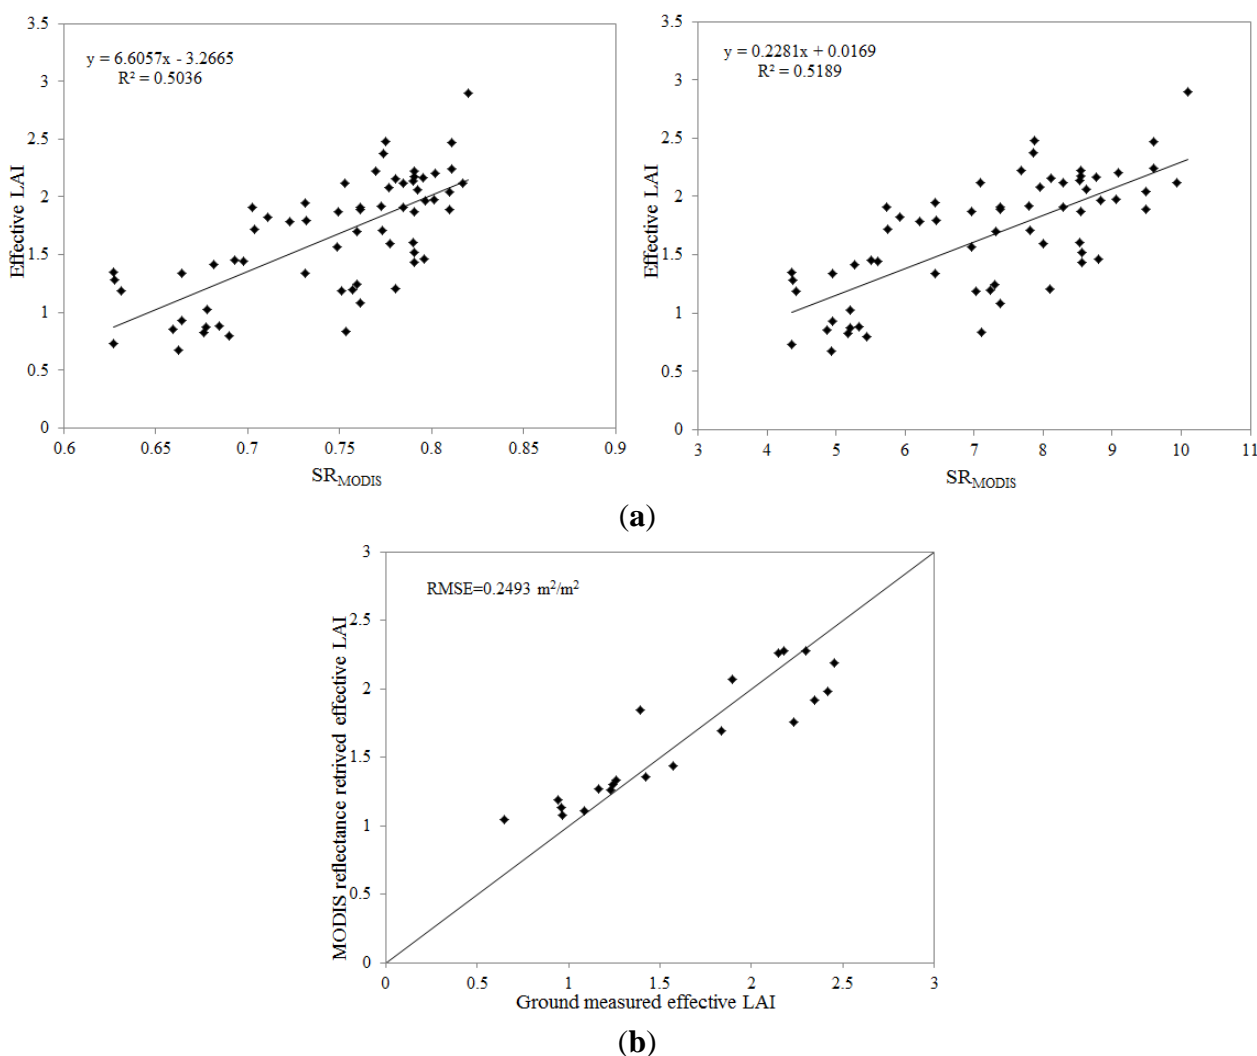 3.5
3
2.5
2
1.5
1
0.5
0
Effective LAI
y = 6.6057x - 3.2665
R² = 0.5036
0.6 0.65 0.7 0.75 0.8 0.85 0.9
SRMODIS
3.5
3
2.5
2
1.5
1
0.5
0
Effective LAI
y = 0.2281x + 0.0169
R² = 0.5189
3 4 5 6 7 8 9 10 11
SRMODIS
(a)
3
2.5
2
1.5
1
0.5
0
MODIS reflectance retrived effective LAI
RMSE=0.2493 m²/m²
0 0.5 1 1.5 2 2.5 3
Ground measured effective LAI
(b)